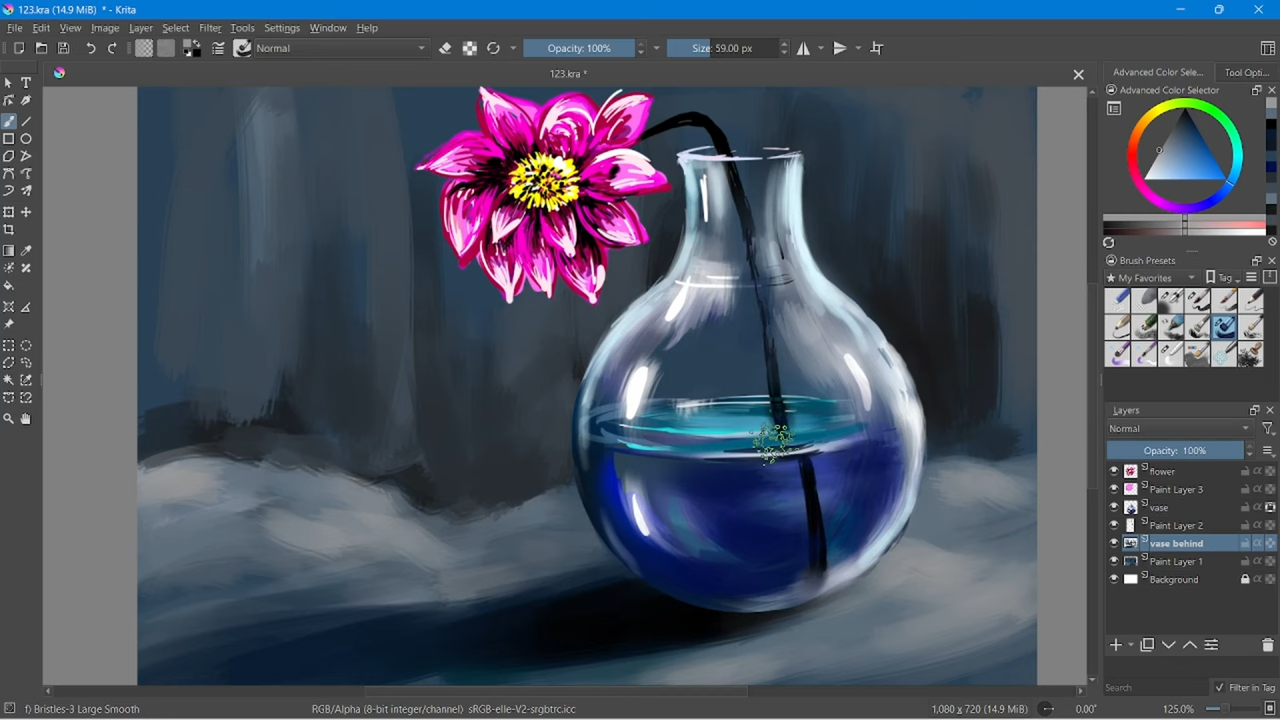 123.kra (14.9 MiB) * - Krita
File Edit View Image Layer Select Filter Tools Settings Window Help
Normal
Opacity: 100%
Size: 59.00 px
123.kra *
Advanced Color Sele...
Tool Opti...
Advanced Color Selector
Brush Presets
My Favorites
Tag
Layers
Normal
Opacity: 100%
flower
Paint Layer 3
vase
Paint Layer 2
vase behind
Paint Layer 1
Background
Search
Filter in Tag
f) Bristles-3 Large Smooth
RGB/Alpha (8-bit integer/channel) sRGB-elle-V2-srgbtrc.icc
1,080 x 720 (14.9 MiB)
0.00°
125.0%